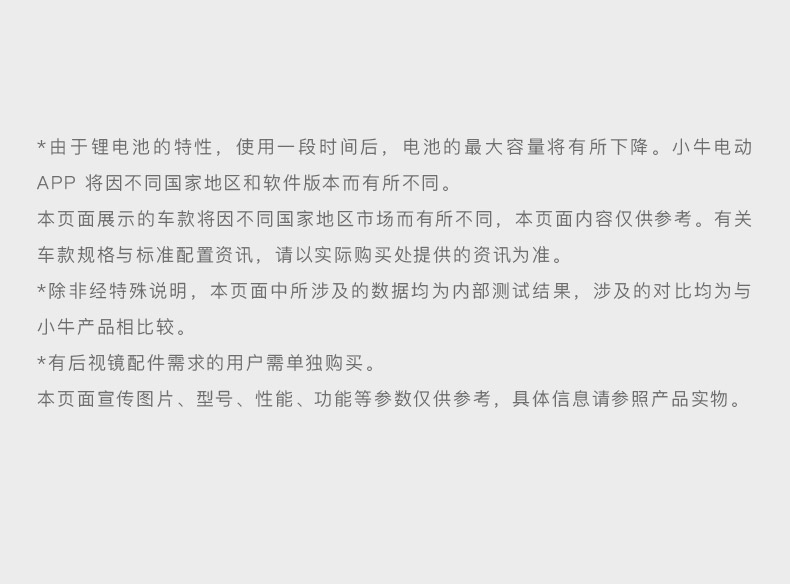 *由于锂电池的特性，使用一段时间后，电池的最大容量将有所下降。小牛电动
APP 将因不同国家地区和软件版本而有所不同。
本页面展示的车款将因不同国家地区市场而有所不同，本页面内容仅供参考。有关
车款规格与标准配置资讯，请以实际购买处提供的资讯为准。
*除非经特殊说明，本页面中所涉及的数据均为内部测试结果，涉及的对比均为与
小牛产品相比较。
*有后视镜配件需求的用户需单独购买。
本页面宣传图片、型号、性能、功能等参数仅供参考，具体信息请参照产品实物。